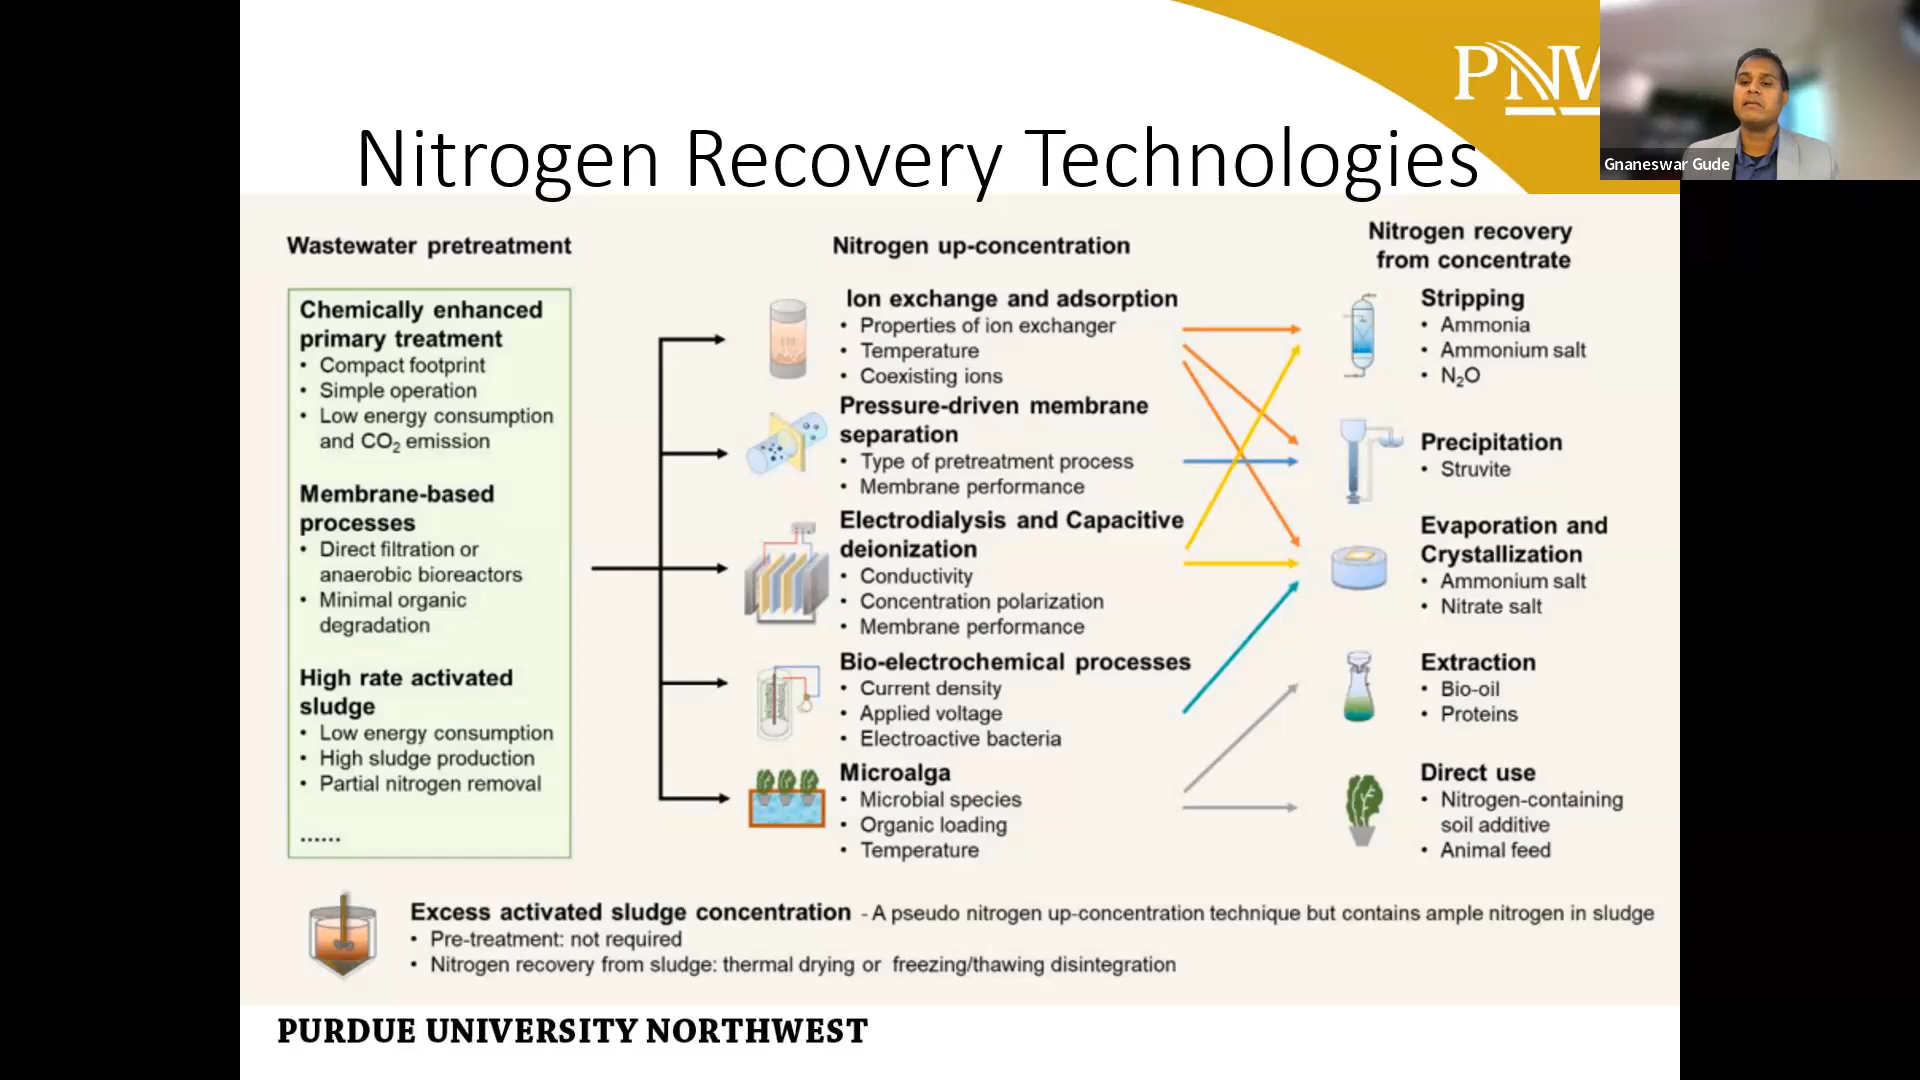 PNW
Gnaneswar Gude
Nitrogen Recovery Technologies
Wastewater pretreatment
Chemically enhanced
primary treatment
• Compact footprint
• Simple operation
• Low energy consumption
and CO₂ emission
Membrane-based
processes
• Direct filtration or
anaerobic bioreactors
• Minimal organic
degradation
High rate activated
sludge
• Low energy consumption
• High sludge production
• Partial nitrogen removal
......
Nitrogen up-concentration
Ion exchange and adsorption
• Properties of ion exchanger
• Temperature
• Coexisting ions
Pressure-driven membrane
separation
• Type of pretreatment process
• Membrane performance
Electrodialysis and Capacitive
deionization
• Conductivity
• Concentration polarization
• Membrane performance
Bio-electrochemical processes
• Current density
• Applied voltage
• Electroactive bacteria
Microalga
• Microbial species
• Organic loading
• Temperature
Nitrogen recovery
from concentrate
Stripping
• Ammonia
• Ammonium salt
• N₂O
Precipitation
• Struvite
Evaporation and
Crystallization
• Ammonium salt
• Nitrate salt
Extraction
• Bio-oil
• Proteins
Direct use
• Nitrogen-containing
soil additive
• Animal feed
Excess activated sludge concentration - A pseudo nitrogen up-concentration technique but contains ample nitrogen in sludge
• Pre-treatment: not required
• Nitrogen recovery from sludge: thermal drying or freezing/thawing disintegration
PURDUE UNIVERSITY NORTHWEST